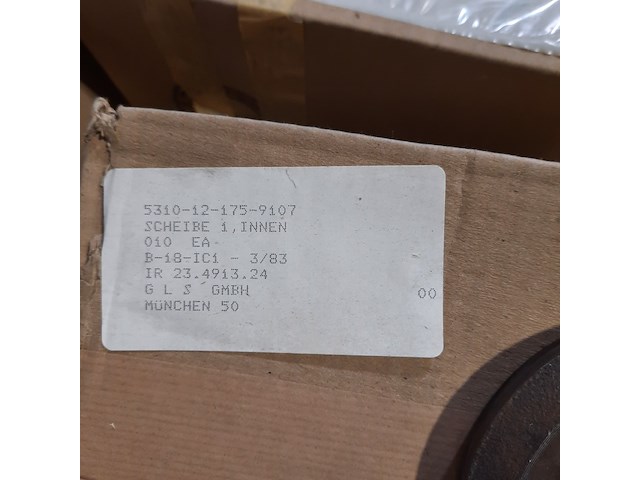 5310-12-175-9107
SCHEIBE 1,INNEN
010 EA
B-18-IC1 - 3/83
IR 23.4913.24
G L S GMBH
00
MÜNCHEN 50